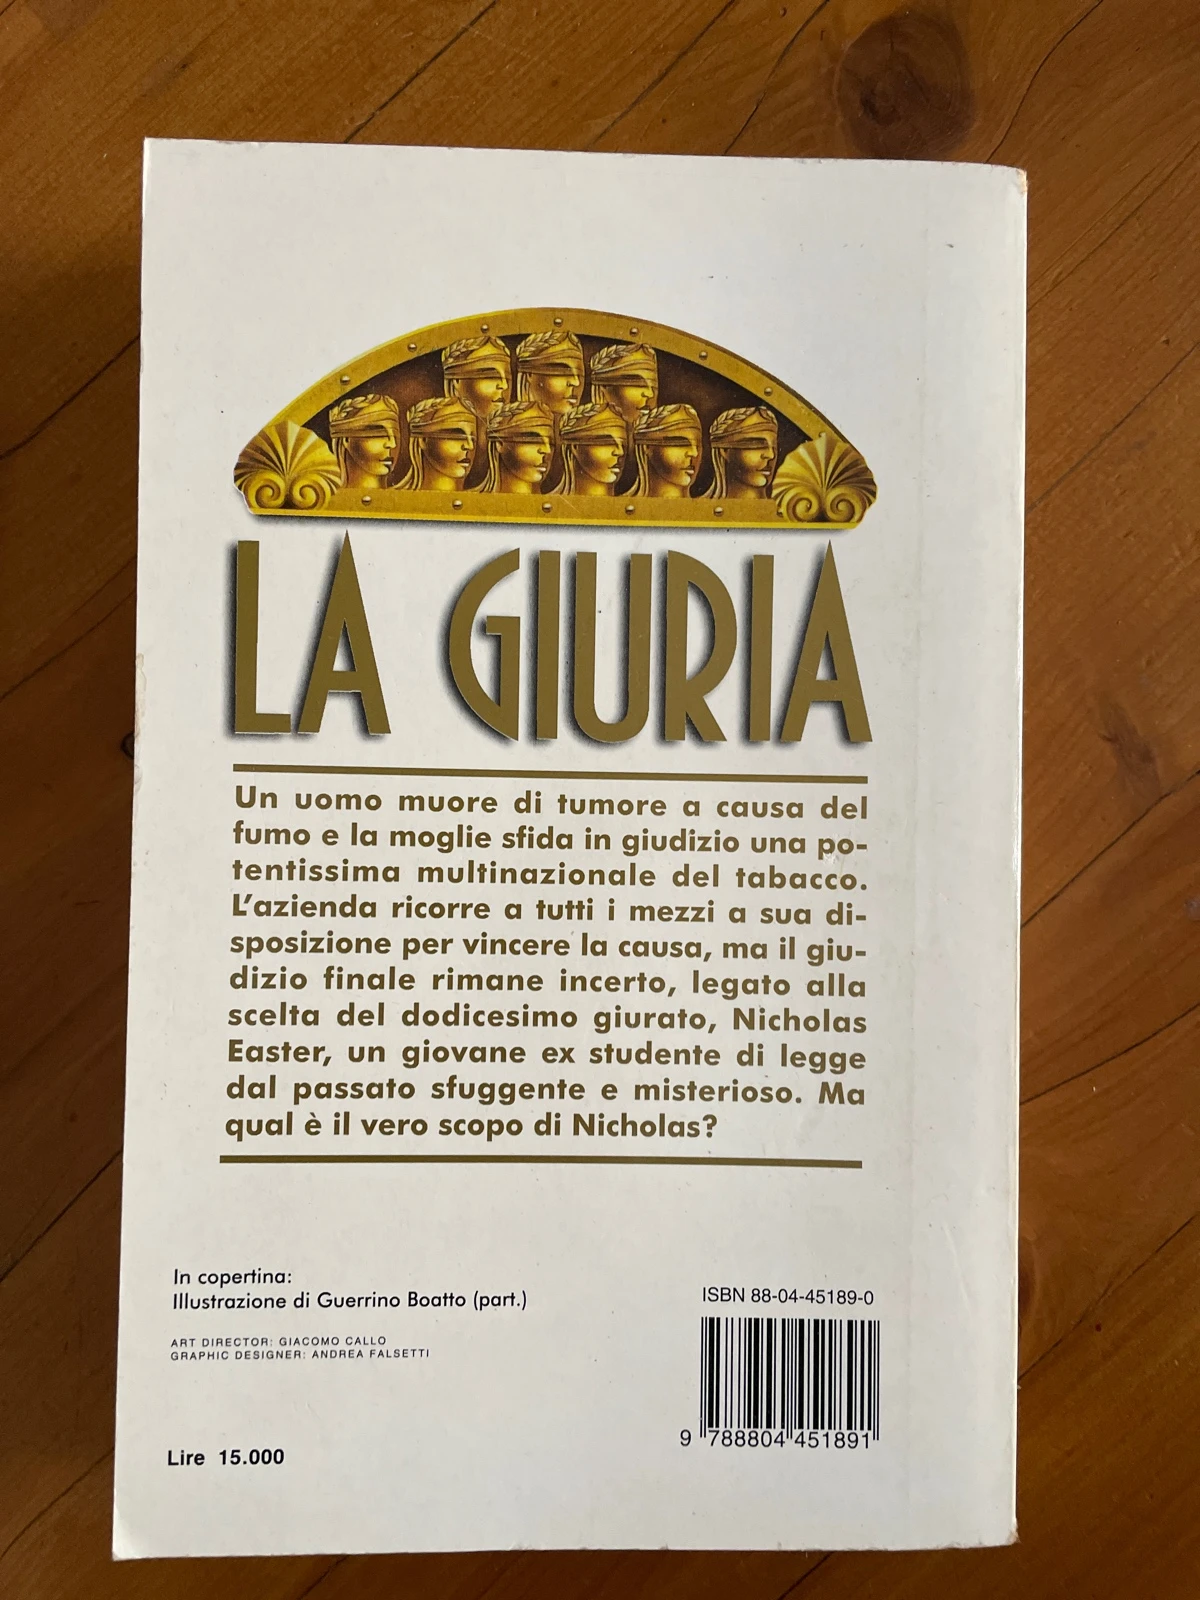 LA GIURIA
Un uomo muore di tumore a causa del
fumo e la moglie sfida in giudizio una po-
tentissima multinazionale del tabacco.
L'azienda ricorre a tutti i mezzi a sua di-
sposizione per vincere la causa, ma il giu-
dizio finale rimane incerto, legato alla
scelta del dodicesimo giurato, Nicholas
Easter, un giovane ex studente di legge
dal passato sfuggente e misterioso. Ma
qual è il vero scopo di Nicholas?
In copertina:
Illustrazione di Guerrino Boatto (part.)
ART DIRECTOR: GIACOMO CALLO
GRAPHIC DESIGNER: ANDREA FALSETTI
Lire 15.000
ISBN 88-04-45189-0
9 788804 451891